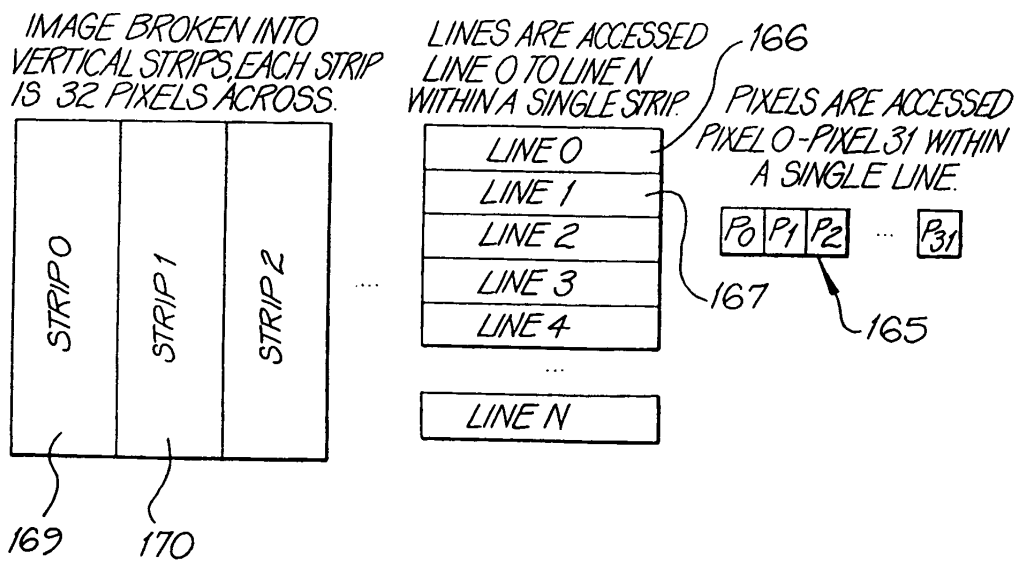 IMAGE BROKEN INTO
VERTICAL STRIPS, EACH STRIP
IS 32 PIXELS ACROSS.
STRIP 0
STRIP 1
STRIP 2
....
169
170
LINES ARE ACCESSED
LINE 0 TO LINE N
WITHIN A SINGLE STRIP.
166
LINE 0
LINE 1
LINE 2
LINE 3
LINE 4
...
LINE N
167
PIXELS ARE ACCESSED
PIXEL 0-PIXEL 31 WITHIN
A SINGLE LINE.
P0 P1 P2 ... P31
165